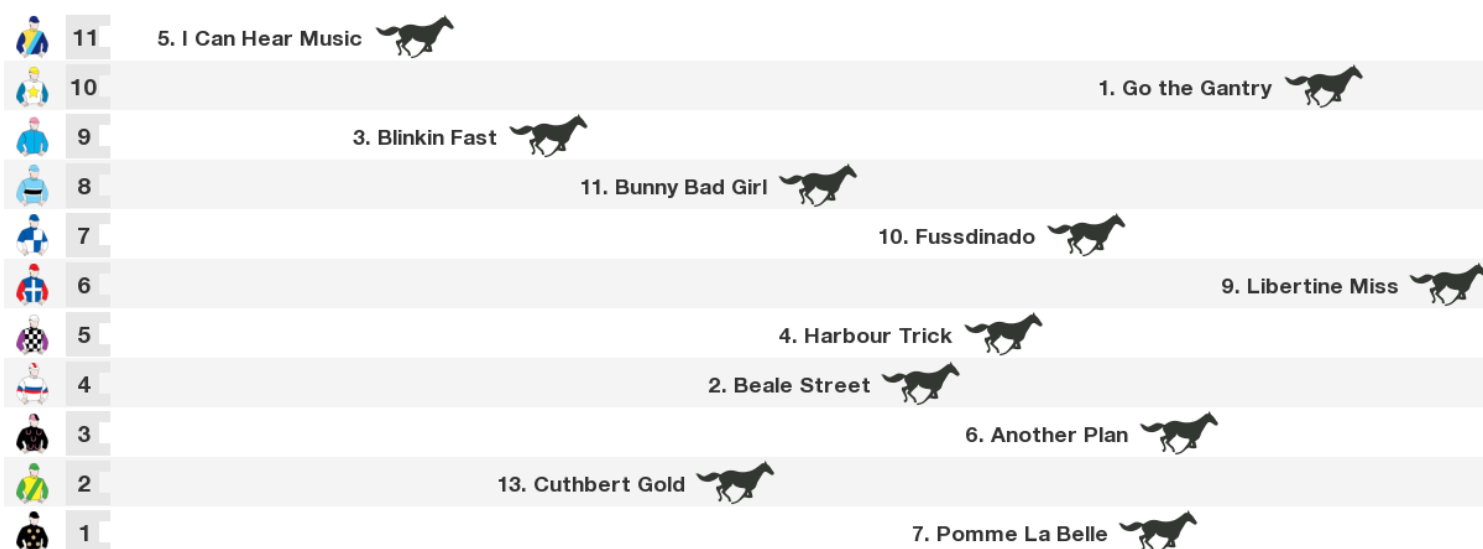 11 5. I Can Hear Music
10 1. Go the Gantry
9 3. Blinkin Fast
8 11. Bunny Bad Girl
7 10. Fussdinado
6 9. Libertine Miss
5 4. Harbour Trick
4 2. Beale Street
3 6. Another Plan
2 13. Cuthbert Gold
1 7. Pomme La Belle